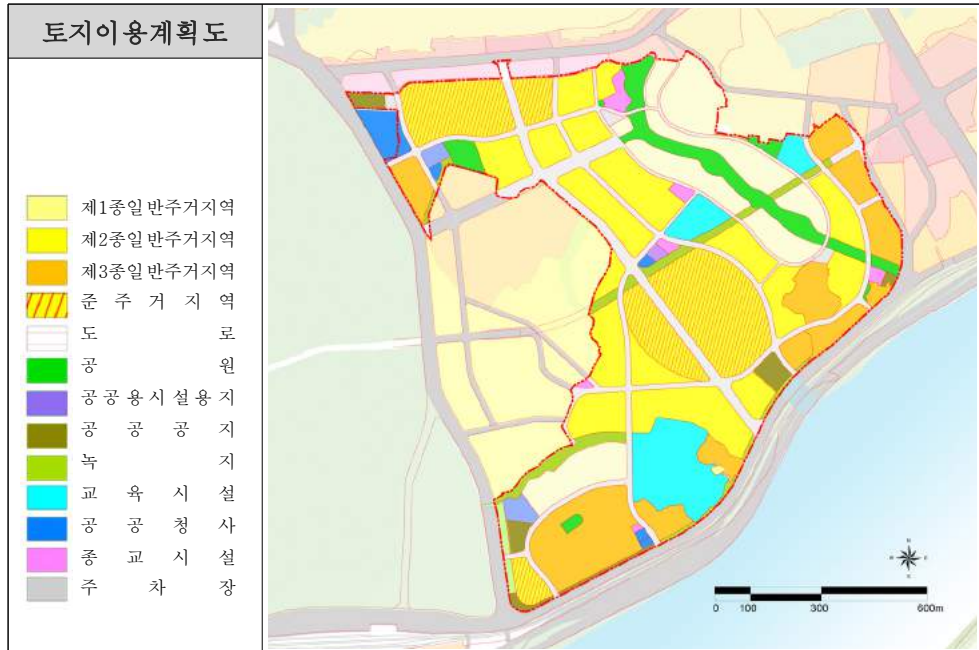 토지이용계획도
제1종일반주거지역
제2종일반주거지역
제3종일반주거지역
준 주 거 지 역
도 로
공 원
공공용시설용지
공 공 공 지
녹 지
교 육 시 설
공 공 청 사
종 교 시 설
주 차 장
0 100 300 600m